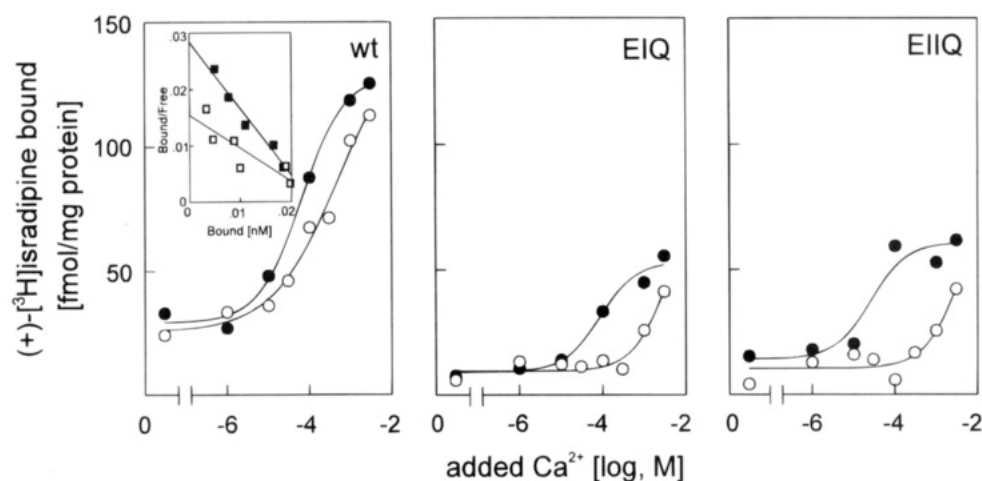 (+)-[³H]isradipine bound
[fmol/mg protein]
150
100
50
wt
EIQ
EIIQ
.03
.02
.01
0
Bound/Free
0
.01
.02
Bound [nM]
0
-6
-4
-2
0
-6
-4
-2
0
-6
-4
-2
added Ca²⁺ [log, M]